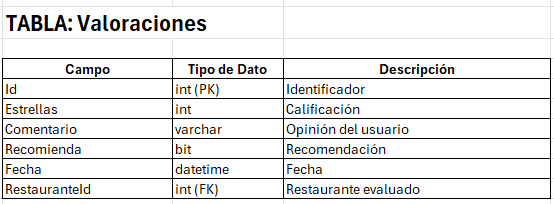 TABLA: Valoraciones
Campo Tipo de Dato Descripción
Id int (PK) Identificador
Estrellas int Calificación
Comentario varchar Opinión del usuario
Recomienda bit Recomendación
Fecha datetime Fecha
RestauranteId int (FK) Restaurante evaluado